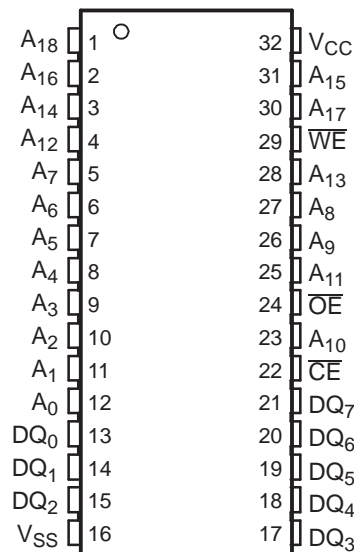 A18 1 32 VCC
A16 2 31 A15
A14 3 30 A17
A12 4 29 W̅E̅
A7 5 28 A13
A6 6 27 A8
A5 7 26 A9
A4 8 25 A11
A3 9 24 O̅E̅
A2 10 23 A10
A1 11 22 C̅E̅
A0 12 21 DQ7
DQ0 13 20 DQ6
DQ1 14 19 DQ5
DQ2 15 18 DQ4
VSS 16 17 DQ3